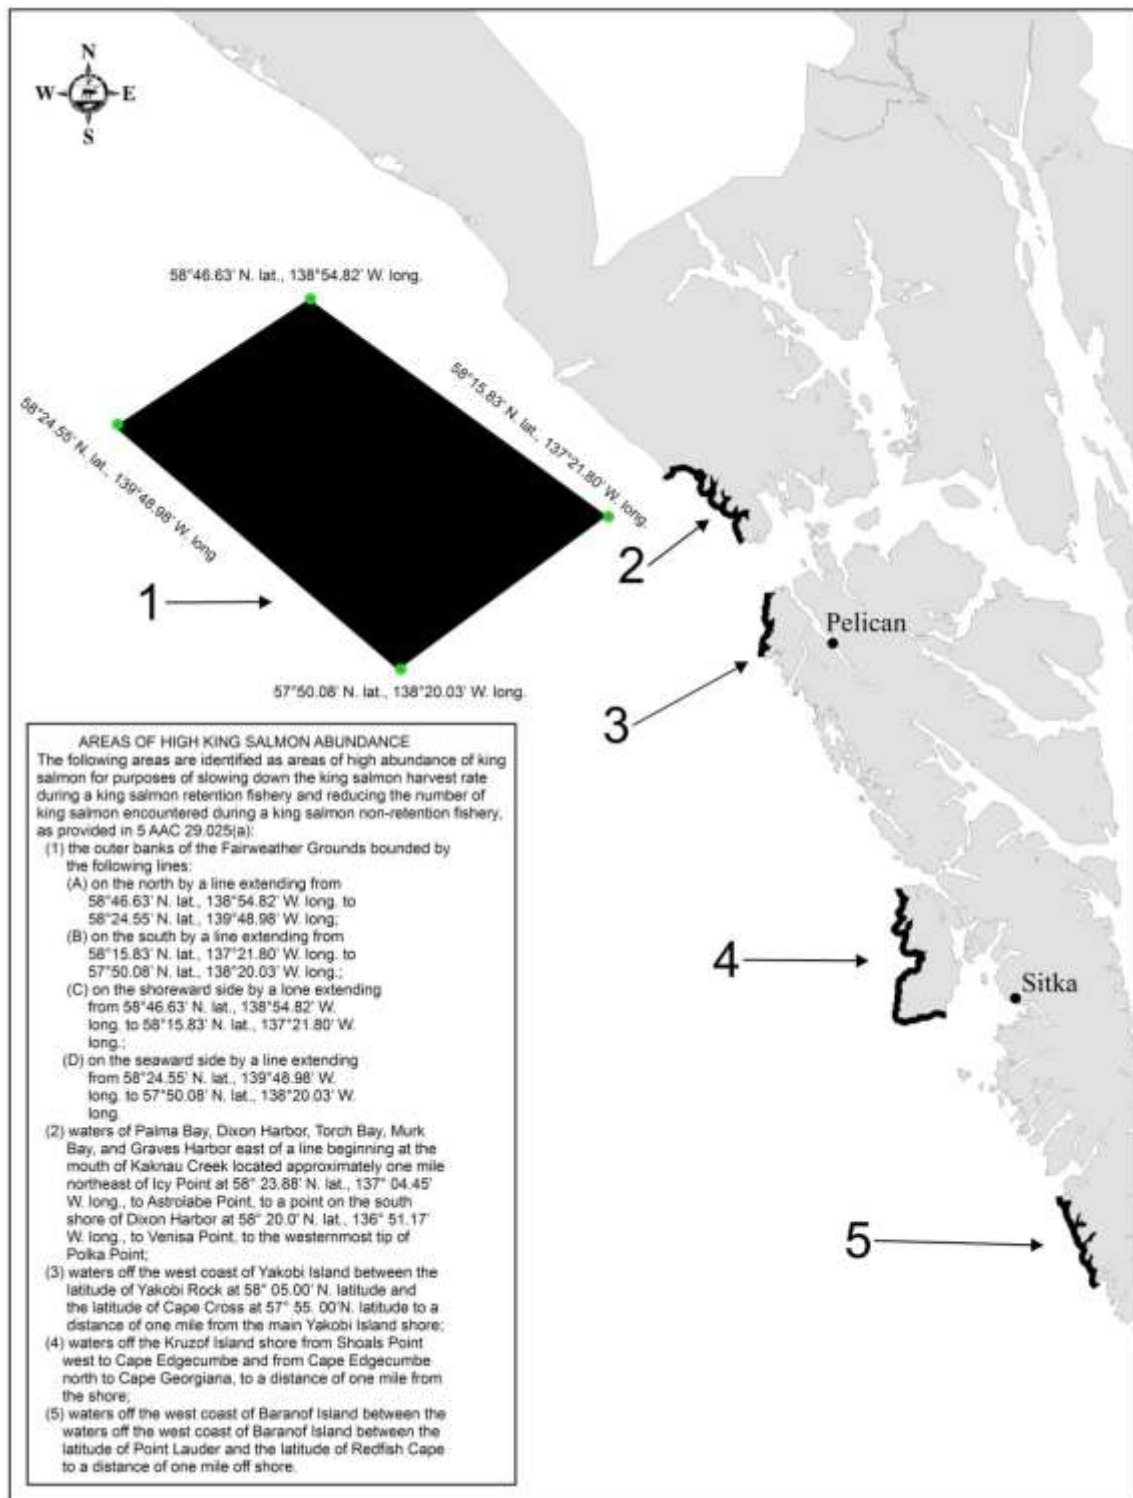 N
W E
S
58°46.63' N. lat., 138°54.82' W. long.
58°15.83' N. lat., 137°21.80' W. long.
58°24.55' N. lat., 139°48.98' W. long
2
1
Pelican
57°50.08' N. lat., 138°20.03' W. long.
3
AREAS OF HIGH KING SALMON ABUNDANCE
The following areas are identified as areas of high abundance of king
salmon for purposes of slowing down the king salmon harvest rate
during a king salmon retention fishery and reducing the number of
king salmon encountered during a king salmon non-retention fishery,
as provided in 5 AAC 29.025(a):
(1) the outer banks of the Fairweather Grounds bounded by
the following lines:
(A) on the north by a line extending from
58°46.63' N. lat., 138°54.82' W. long. to
58°24.55' N. lat., 139°48.98' W. long;
(B) on the south by a line extending from
58°15.83' N. lat., 137°21.80' W. long. to
57°50.08' N. lat., 138°20.03' W. long.;
(C) on the shoreward side by a lone extending
from 58°46.63' N. lat., 138°54.82' W.
long. to 58°15.83' N. lat., 137°21.80' W.
long.;
(D) on the seaward side by a line extending
from 58°24.55' N. lat., 139°48.98' W.
long. to 57°50.08' N. lat., 138°20.03' W.
long.
(2) waters of Palma Bay, Dixon Harbor, Torch Bay, Murk
Bay, and Graves Harbor east of a line beginning at the
mouth of Kaknau Creek located approximately one mile
northeast of Icy Point at 58° 23.88' N. lat., 137° 04.45'
W. long., to Astrolabe Point, to a point on the south
shore of Dixon Harbor at 58° 20.0' N. lat., 136° 51.17'
W. long., to Venisa Point, to the westernmost tip of
Polka Point;
(3) waters off the west coast of Yakobi Island between the
latitude of Yakobi Rock at 58° 05.00' N. latitude and
the latitude of Cape Cross at 57° 55. 00'N. latitude to a
distance of one mile from the main Yakobi Island shore;
(4) waters off the Kruzof Island shore from Shoals Point
west to Cape Edgecumbe and from Cape Edgecumbe
north to Cape Georgiana, to a distance of one mile from
the shore;
(5) waters off the west coast of Baranof Island between the
waters off the west coast of Baranof Island between the
latitude of Point Lauder and the latitude of Redfish Cape
to a distance of one mile off shore.
4
Sitka
5